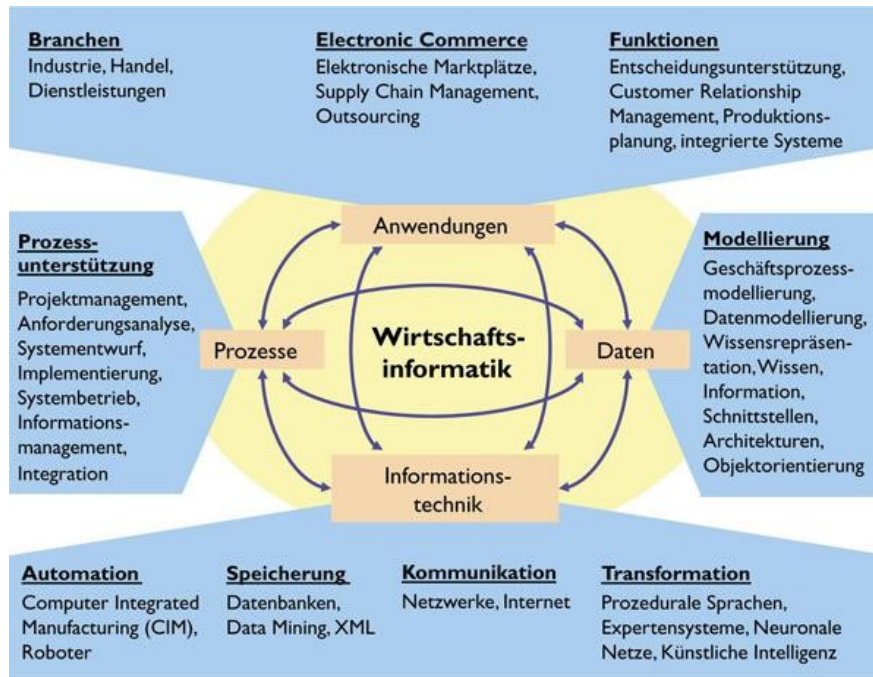 Branchen
Industrie, Handel,
Dienstleistungen
Electronic Commerce
Elektronische Marktplätze,
Supply Chain Management,
Outsourcing
Funktionen
Entscheidungsunterstützung,
Customer Relationship
Management, Produktions-
planung, integrierte Systeme
Anwendungen
Prozess-
unterstützung
Projektmanagement,
Anforderungsanalyse,
Systementwurf,
Implementierung,
Systembetrieb,
Informations-
management,
Integration
Prozesse
Wirtschafts-
informatik
Daten
Modellierung
Geschäftsprozess-
modellierung,
Datenmodellierung,
Wissensrepräsen-
tation, Wissen,
Information,
Schnittstellen,
Architekturen,
Objektorientierung
Informations-
technik
Automation
Computer Integrated
Manufacturing (CIM),
Roboter
Speicherung
Datenbanken,
Data Mining, XML
Kommunikation
Netzwerke, Internet
Transformation
Prozedurale Sprachen,
Expertensysteme, Neuronale
Netze, Künstliche Intelligenz